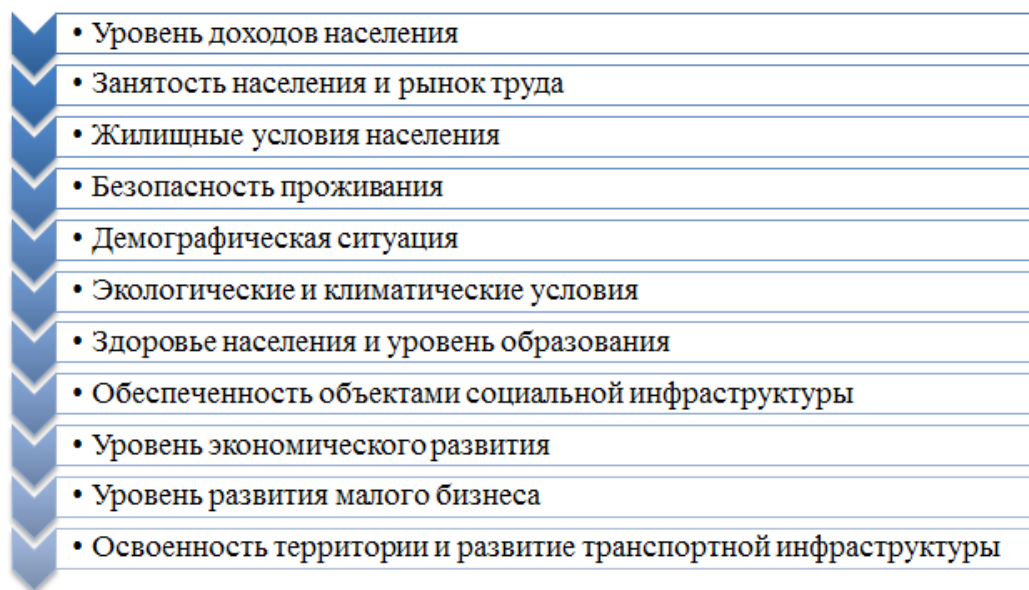 • Уровень доходов населения
• Занятость населения и рынок труда
• Жилищные условия населения
• Безопасность проживания
• Демографическая ситуация
• Экологические и климатические условия
• Здоровье населения и уровень образования
• Обеспеченность объектами социальной инфраструктуры
• Уровень экономического развития
• Уровень развития малого бизнеса
• Освоенность территории и развитие транспортной инфраструктуры